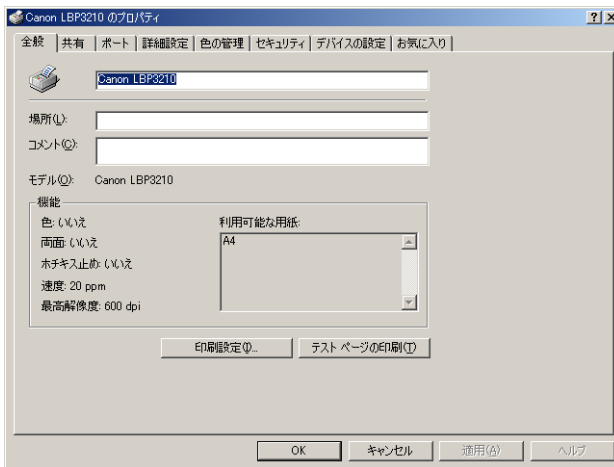 Canon LBP3210 のプロパティ
全般 共有 ポート 詳細設定 色の管理 セキュリティ デバイスの設定 お気に入り
Canon LBP3210
場所(L):
コメント(C):
モデル(O): Canon LBP3210
機能
色: いいえ 利用可能な用紙:
両面: いいえ A4
ホチキス止め: いいえ
速度: 20 ppm
最高解像度: 600 dpi
印刷設定(I)... テスト ページの印刷(T)
OK キャンセル 適用(A) ヘルプ